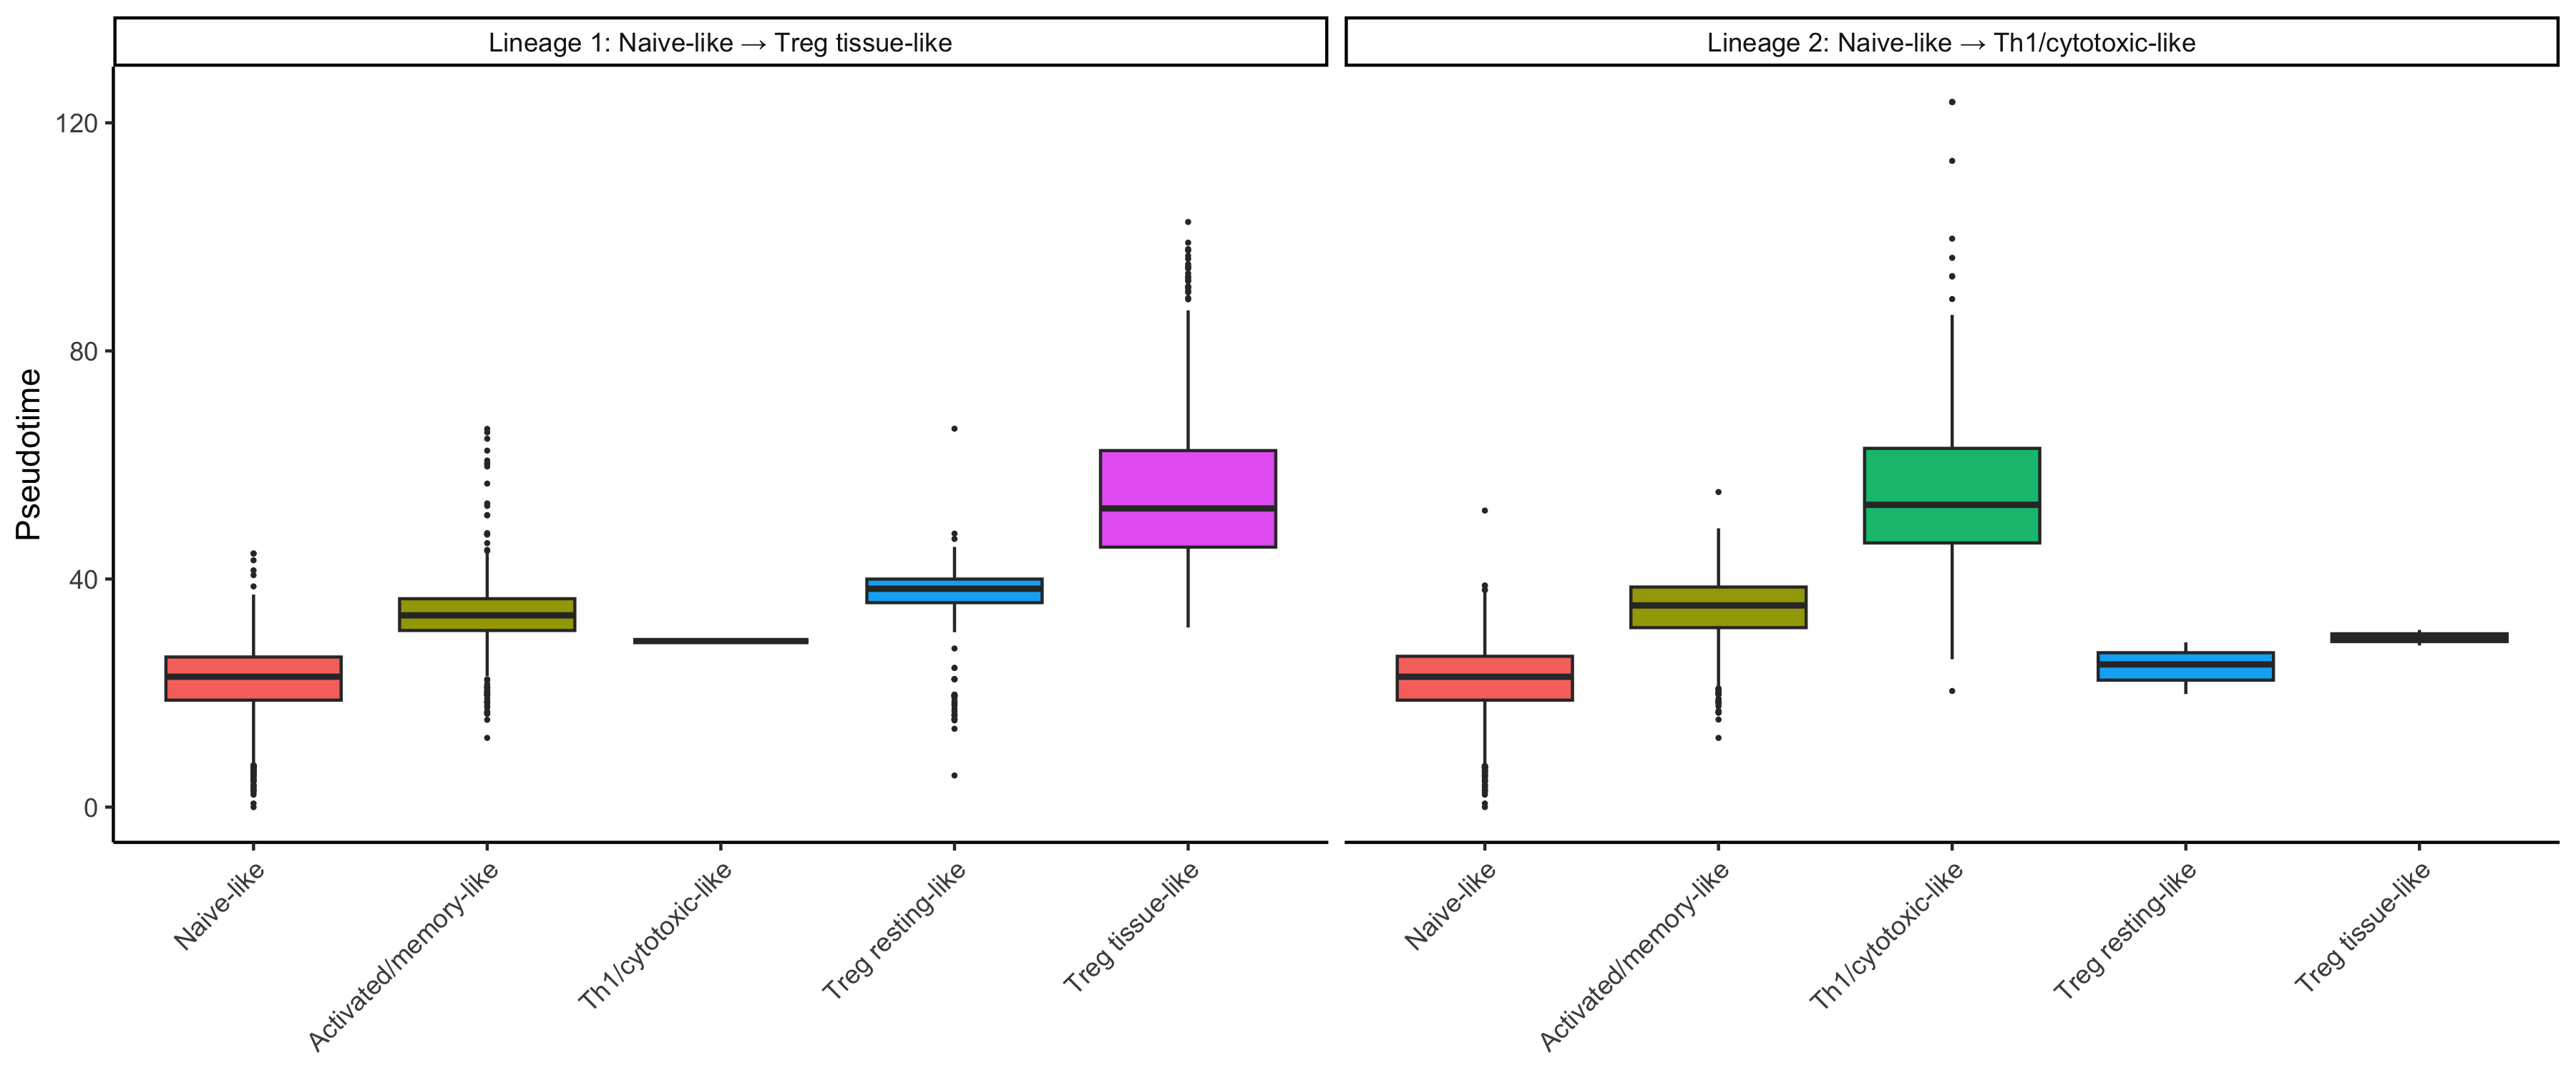 Lineage 1: Naive-like → Treg tissue-like
Lineage 2: Naive-like → Th1/cytotoxic-like
Pseudotime
120
80
40
0
Naive-like
Activated/memory-like
Th1/cytotoxic-like
Treg resting-like
Treg tissue-like
Naive-like
Activated/memory-like
Th1/cytotoxic-like
Treg resting-like
Treg tissue-like